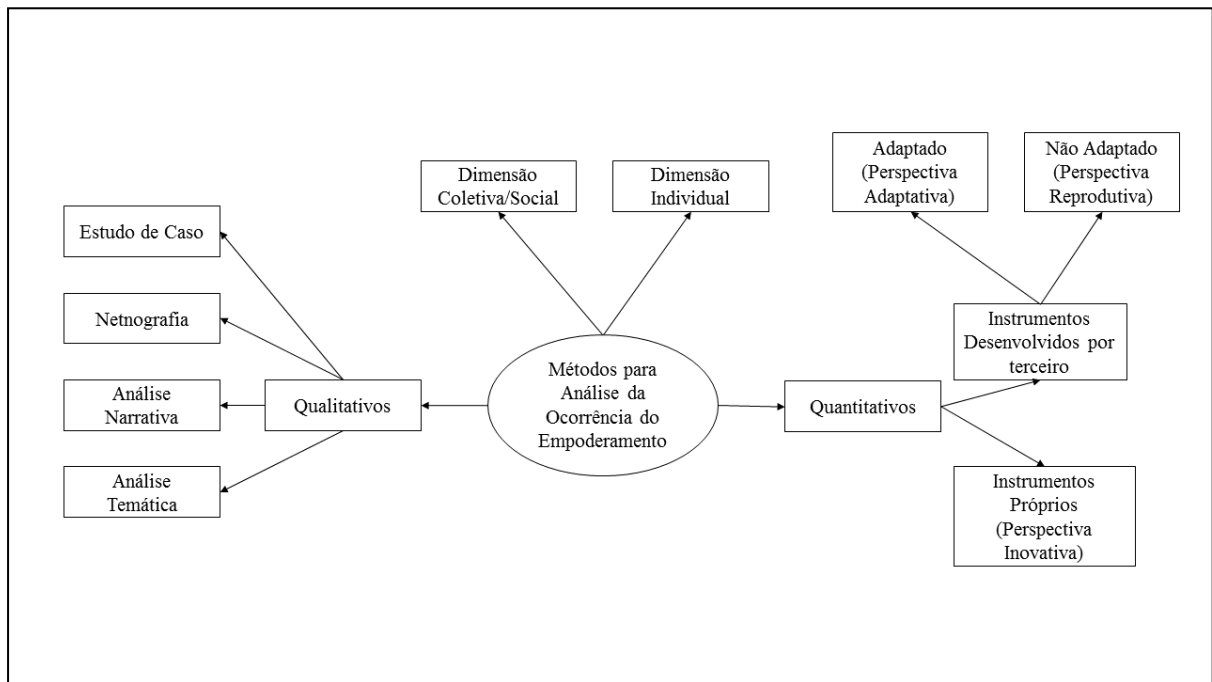 Estudo de Caso
Netnografia
Análise
Narrativa
Análise
Temática
Qualitativos
Dimensão
Coletiva/Social
Dimensão
Individual
Métodos para
Análise da
Ocorrência do
Empoderamento
Quantitativos
Adaptado
(Perspectiva
Adaptativa)
Não Adaptado
(Perspectiva
Reprodutiva)
Instrumentos
Desenvolvidos por
terceiro
Instrumentos
Próprios
(Perspectiva
Inovativa)